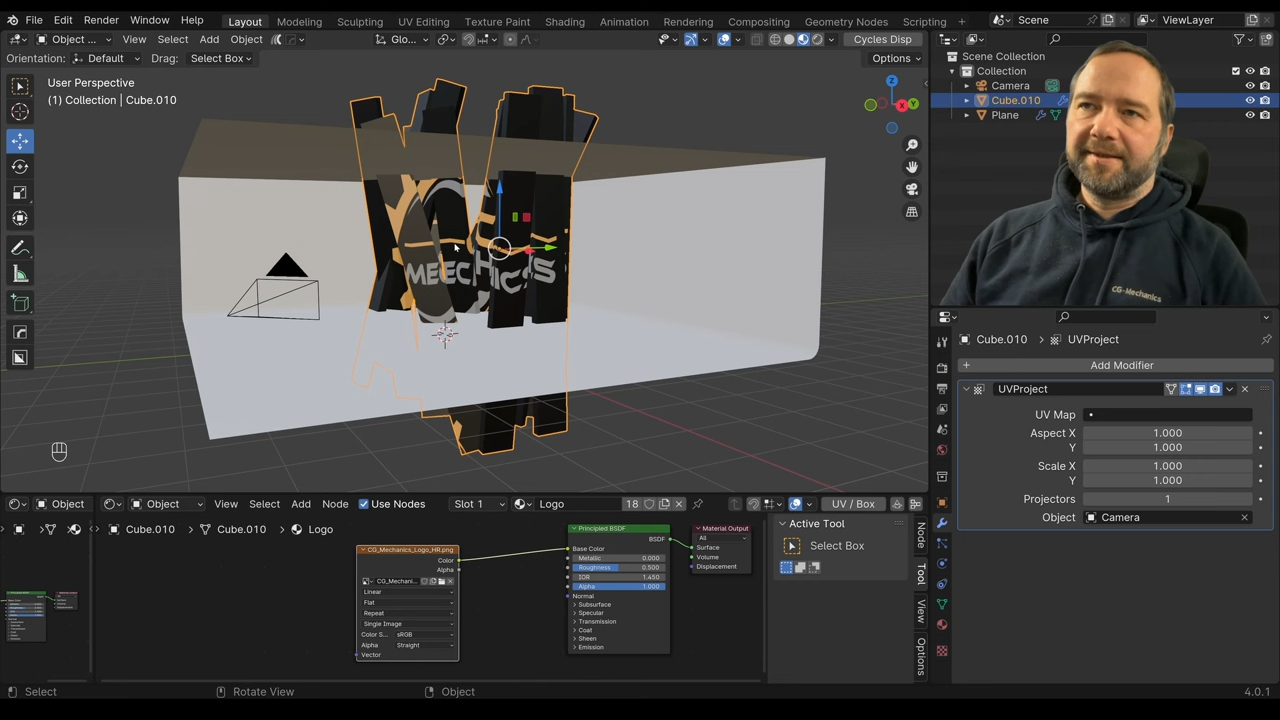 File Edit Render Window Help Layout Modeling Sculpting UV Editing Texture Paint Shading Animation Rendering Compositing Geometry Nodes Scripting + Scene ViewLayer
Object ... View Select Add Object Glo... Cycles Disp
Orientation: Default Drag: Select Box Options
User Perspective
(1) Collection | Cube.010
Z
X
Y
Scene Collection
Collection
Camera
Cube.010
Plane
CG-Mechanics
Cube.010 > UVProject
Add Modifier
UVProject
UV Map
Aspect X 1.000
Y 1.000
Scale X 1.000
Y 1.000
Projectors 1
Object Camera
Object Object View Select Add Node Use Nodes Slot 1 Logo 18 UV / Box
Cube.010 > Cube.010 > Logo
CG_Mechanics_Logo_HR.png
Color
Alpha
CG_Mechani...
Linear
Flat
Repeat
Single Image
Color S... sRGB
Alpha Straight
Vector
Principled BSDF
BSDF
Base Color
Metallic 0.000
Roughness 0.500
IOR 1.450
Alpha 1.000
Normal
Subsurface
Specular
Transmission
Coat
Sheen
Emission
Material Output
All
Surface
Volume
Displacement
Active Tool
Select Box
Node
Tool
View
Options
Select Rotate View Object 4.0.1